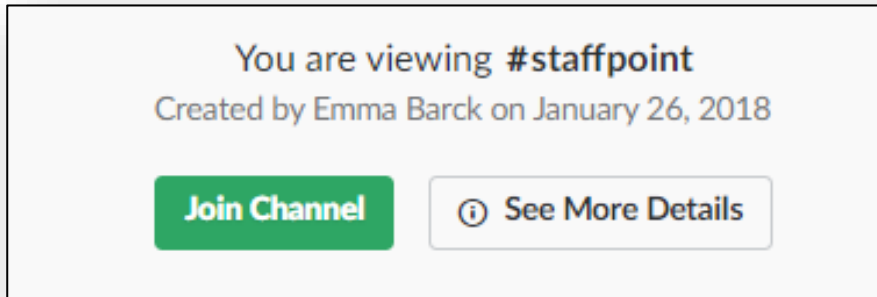 You are viewing #staffpoint
Created by Emma Barck on January 26, 2018
Join Channel
See More Details